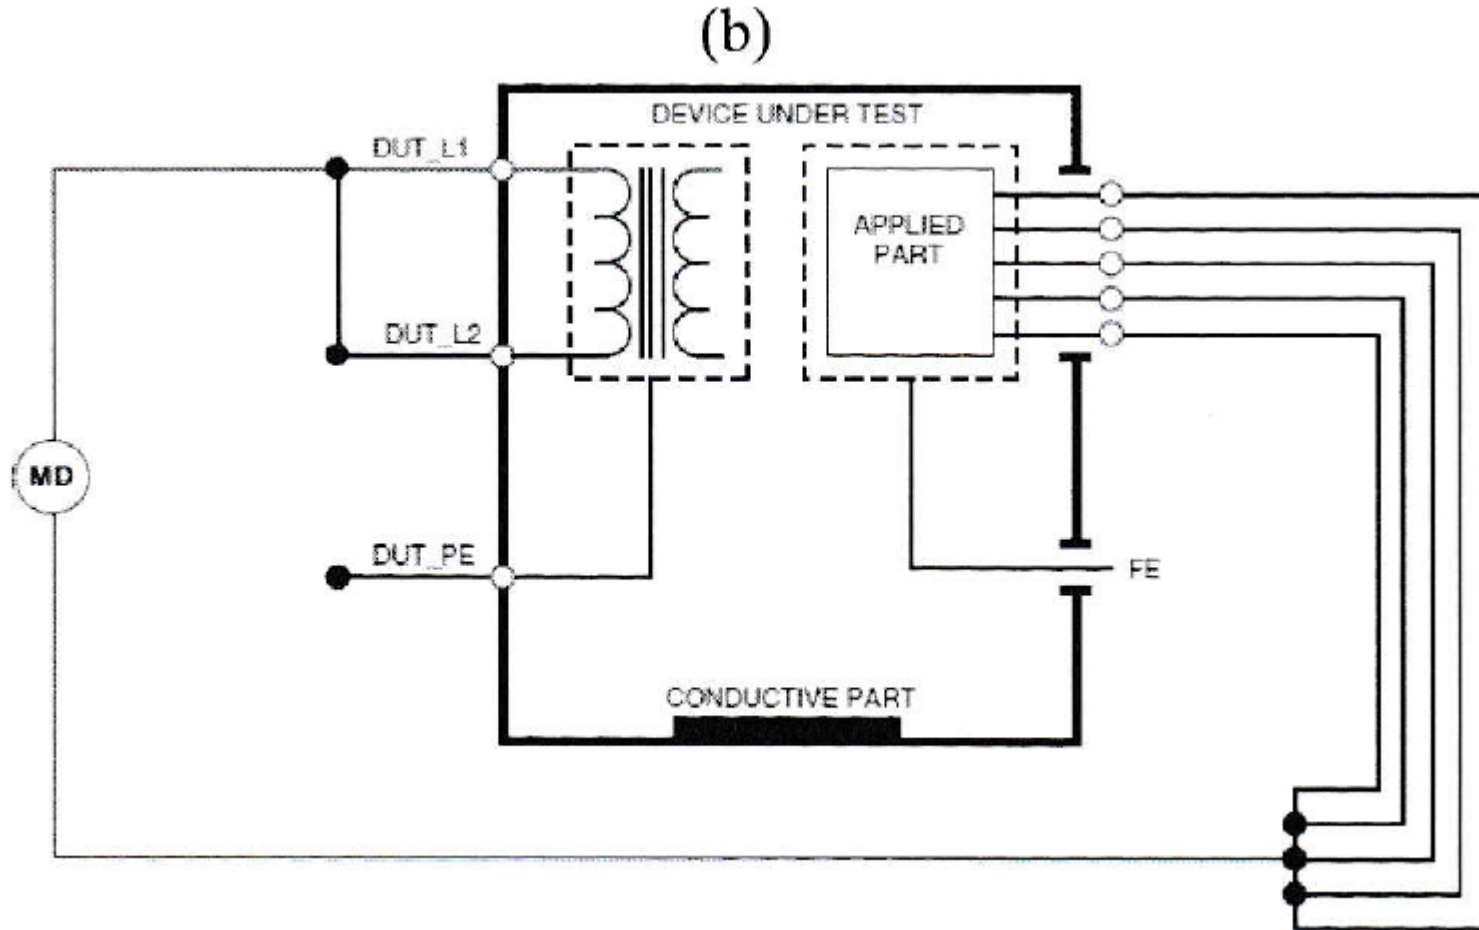 (b)
DEVICE UNDER TEST
DUT_L1
APPLIED
PART
DUT_L2
MD
DUT_PE
FE
CONDUCTIVE PART